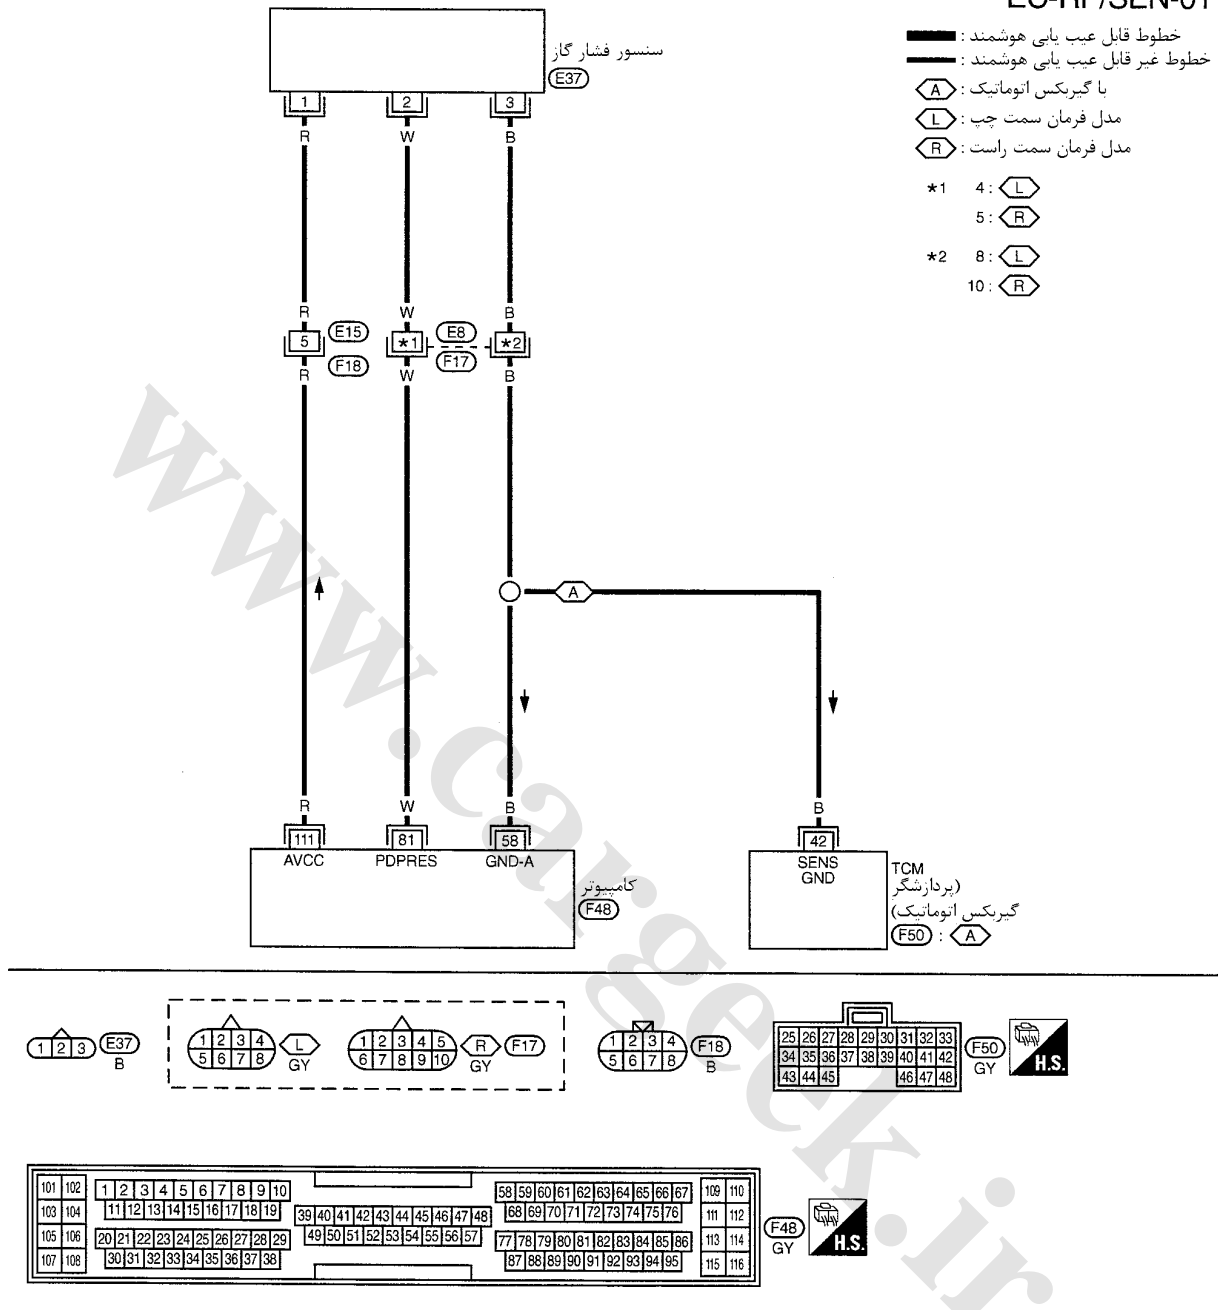 سنسور فشار گاز
E37
خطوط قابل عیب یابی هوشمند :
خطوط غیر قابل عیب یابی هوشمند :
با گیربکس اتوماتیک : A
مدل فرمان سمت چپ : L
مدل فرمان سمت راست : R
*1 4 : L
5 : R
*2 8 : L
10 : R
1 2 3
R W B
R W B
5 E15 *1 E8 *2
F18 F17
R W B
A
R W B B
111 81 58 42
AVCC PDPRES GND-A
SENS
GND
کامپیوتر
F48
TCM
(پردازشگر
گیربکس اتوماتیک)
F50 : A
1 2 3 E37
B
1 2 3 4
5 6 7 8
L
GY
1 2 3 4 5
6 7 8 9 10
R F17
GY
1 2 3 4
5 6 7 8
F18
B
25 26 27 28 29 30 31 32 33
34 35 36 37 38 39 40 41 42
43 44 45 46 47 48
F50
GY
H.S.
101 102
103 104
105 106
107 108
1 2 3 4 5 6 7 8 9 10
11 12 13 14 15 16 17 18 19
20 21 22 23 24 25 26 27 28 29
30 31 32 33 34 35 36 37 38
39 40 41 42 43 44 45 46 47 48
49 50 51 52 53 54 55 56 57
58 59 60 61 62 63 64 65 66 67
68 69 70 71 72 73 74 75 76
77 78 79 80 81 82 83 84 85 86
87 88 89 90 91 92 93 94 95
109 110
111 112
113 114
115 116
F48
GY
H.S.
www.cargeek.ir